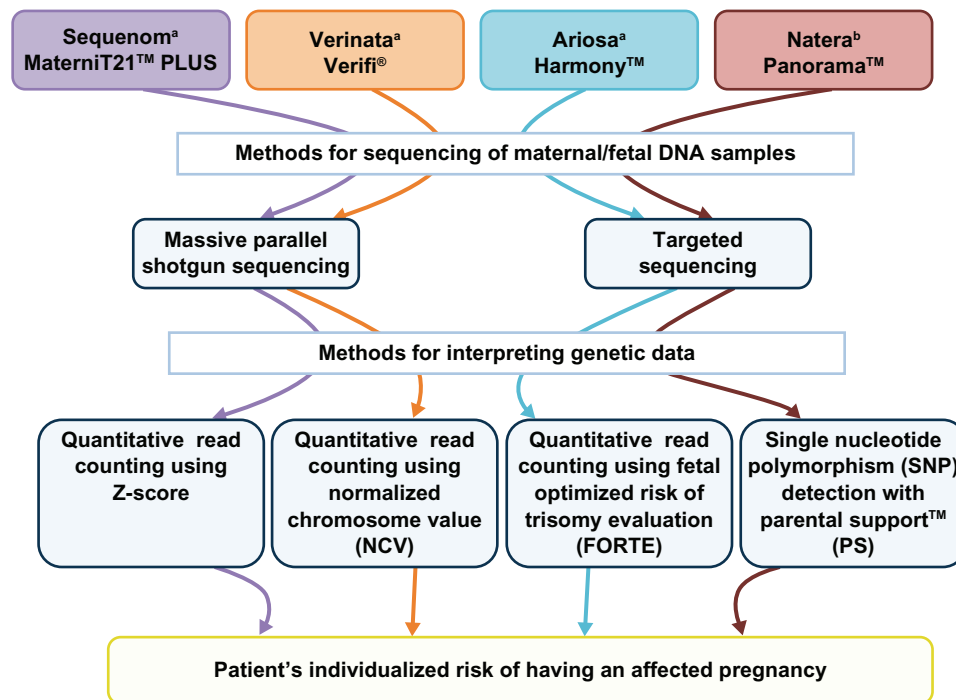 Sequenomᵃ
MaterniT21™ PLUS
Verinataᵃ
Verifi®
Ariosaᵃ
Harmony™
Nateraᵇ
Panorama™
Methods for sequencing of maternal/fetal DNA samples
Massive parallel
shotgun sequencing
Targeted
sequencing
Methods for interpreting genetic data
Quantitative read
counting using
Z-score
Quantitative read
counting using
normalized
chromosome value
(NCV)
Quantitative read
counting using fetal
optimized risk of
trisomy evaluation
(FORTE)
Single nucleotide
polymorphism (SNP)
detection with
parental support™
(PS)
Patient’s individualized risk of having an affected pregnancy